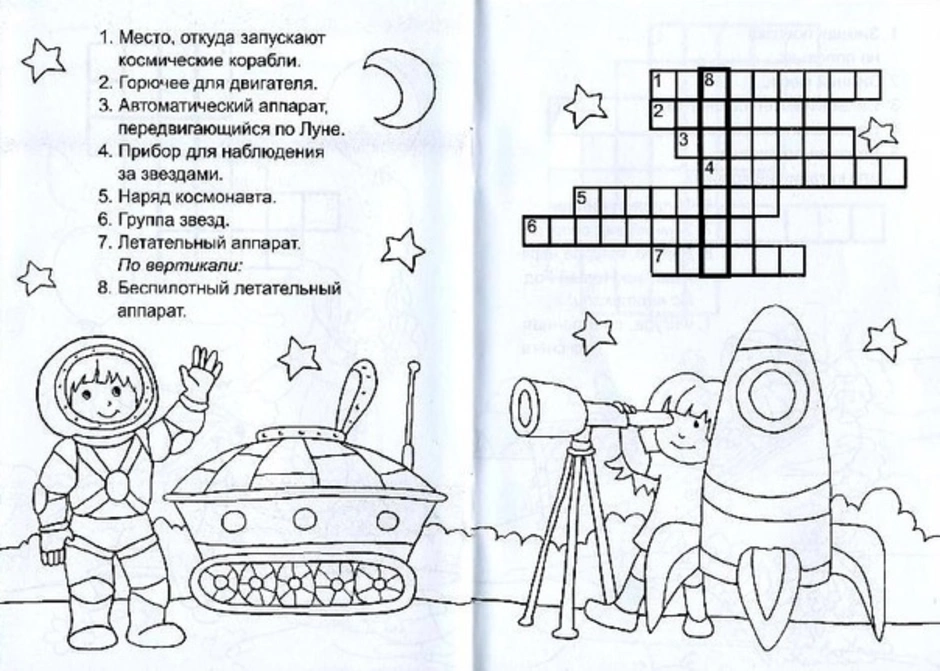 1. Место, откуда запускают
космические корабли.
2. Горючее для двигателя.
3. Автоматический аппарат,
передвигающийся по Луне.
4. Прибор для наблюдения
за звездами.
5. Наряд космонавта.
6. Группа звезд.
7. Летательный аппарат.
По вертикали:
8. Беспилотный летательный
аппарат.
1 8
2
3
4
5
6
7